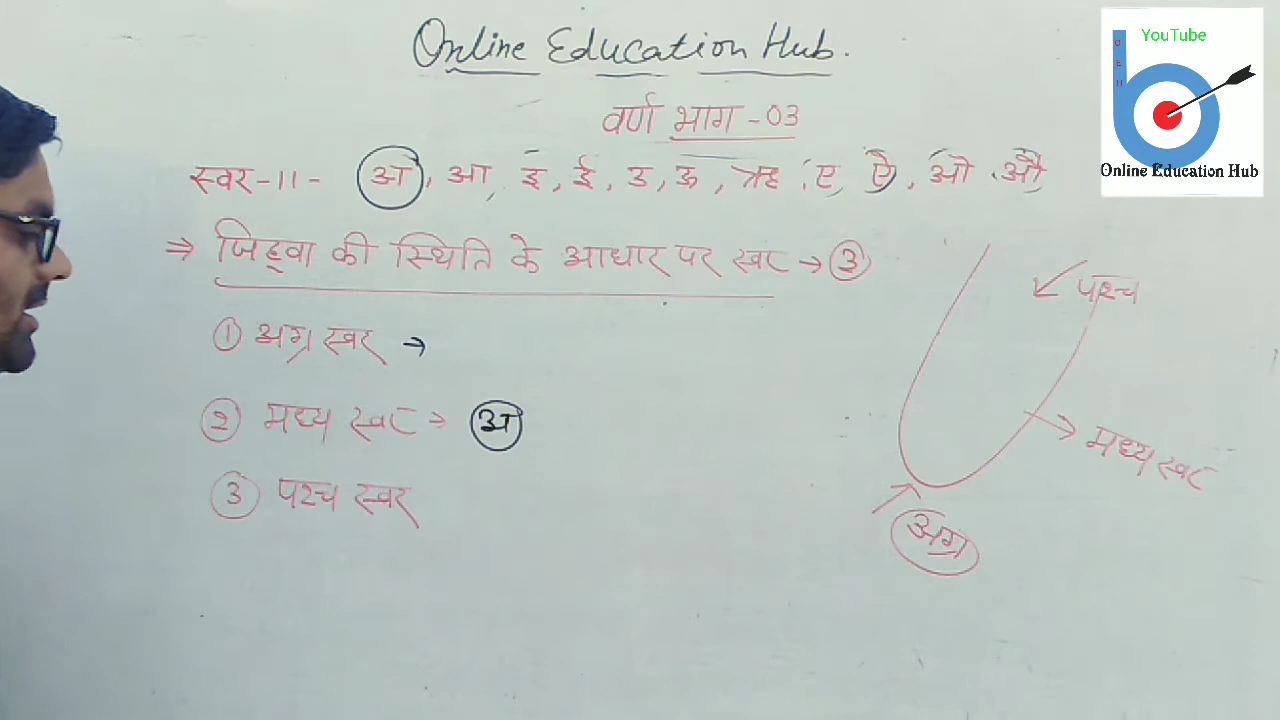 Online Education Hub.
वर्ण भाग -03
स्वर-11- अ, आ, इ, ई, उ, ऊ, ऋ, ए, ऐ, ओ, औ
⇒ जिह्वा की स्थिति के आधार पर स्वर → ③
① अग्र स्वर →
② मध्य स्वर → अ
③ पश्च स्वर
पश्च
मध्य स्वर
अग्र
YouTube
OEH
Online Education Hub